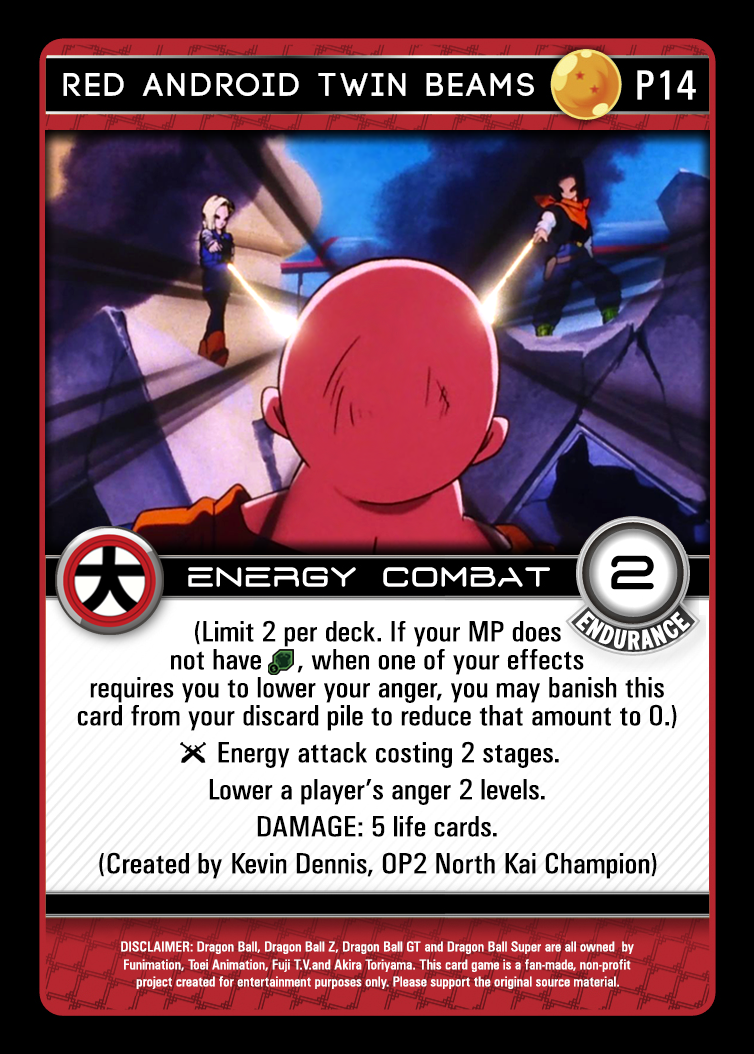 RED ANDROID TWIN BEAMS P14
大 ENERGY COMBAT 2
ENDURANCE
(Limit 2 per deck. If your MP does
not have , when one of your effects
requires you to lower your anger, you may banish this
card from your discard pile to reduce that amount to 0.)
Energy attack costing 2 stages.
Lower a player's anger 2 levels.
DAMAGE: 5 life cards.
(Created by Kevin Dennis, OP2 North Kai Champion)
DISCLAIMER: Dragon Ball, Dragon Ball Z, Dragon Ball GT and Dragon Ball Super are all owned by
Funimation, Toei Animation, Fuji T.V.and Akira Toriyama. This card game is a fan-made, non-profit
project created for entertainment purposes only. Please support the original source material.